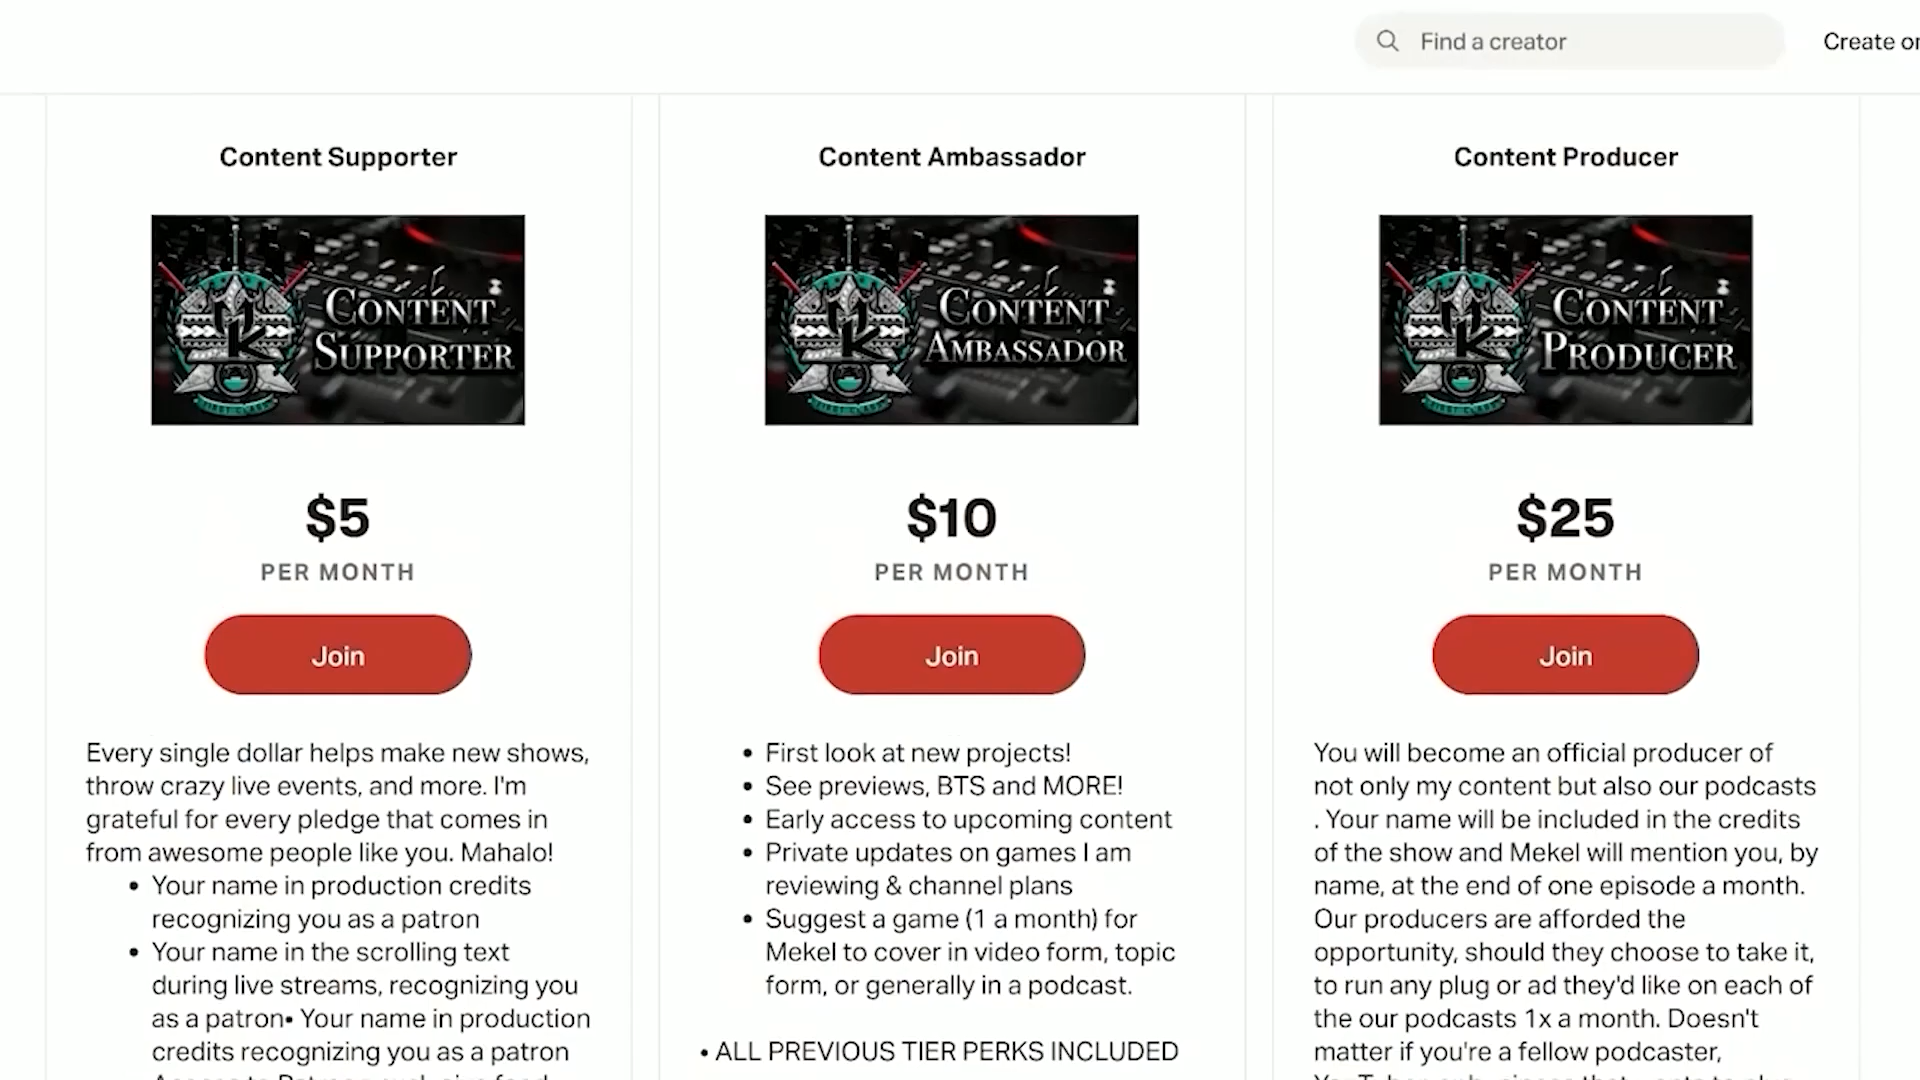 Find a creator
Create on
Content Supporter
CONTENT
SUPPORTER
FIRST CLASS
$5
PER MONTH
Join
Every single dollar helps make new shows,
throw crazy live events, and more. I'm
grateful for every pledge that comes in
from awesome people like you. Mahalo!
• Your name in production credits
recognizing you as a patron
• Your name in the scrolling text
during live streams, recognizing you
as a patron• Your name in production
credits recognizing you as a patron
Content Ambassador
CONTENT
AMBASSADOR
FIRST CLASS
$10
PER MONTH
Join
• First look at new projects!
• See previews, BTS and MORE!
• Early access to upcoming content
• Private updates on games I am
reviewing & channel plans
• Suggest a game (1 a month) for
Mekel to cover in video form, topic
form, or generally in a podcast.
• ALL PREVIOUS TIER PERKS INCLUDED
Content Producer
CONTENT
PRODUCER
FIRST CLASS
$25
PER MONTH
Join
You will become an official producer of
not only my content but also our podcasts
. Your name will be included in the credits
of the show and Mekel will mention you, by
name, at the end of one episode a month.
Our producers are afforded the
opportunity, should they choose to take it,
to run any plug or ad they'd like on each of
the our podcasts 1x a month. Doesn't
matter if you're a fellow podcaster,